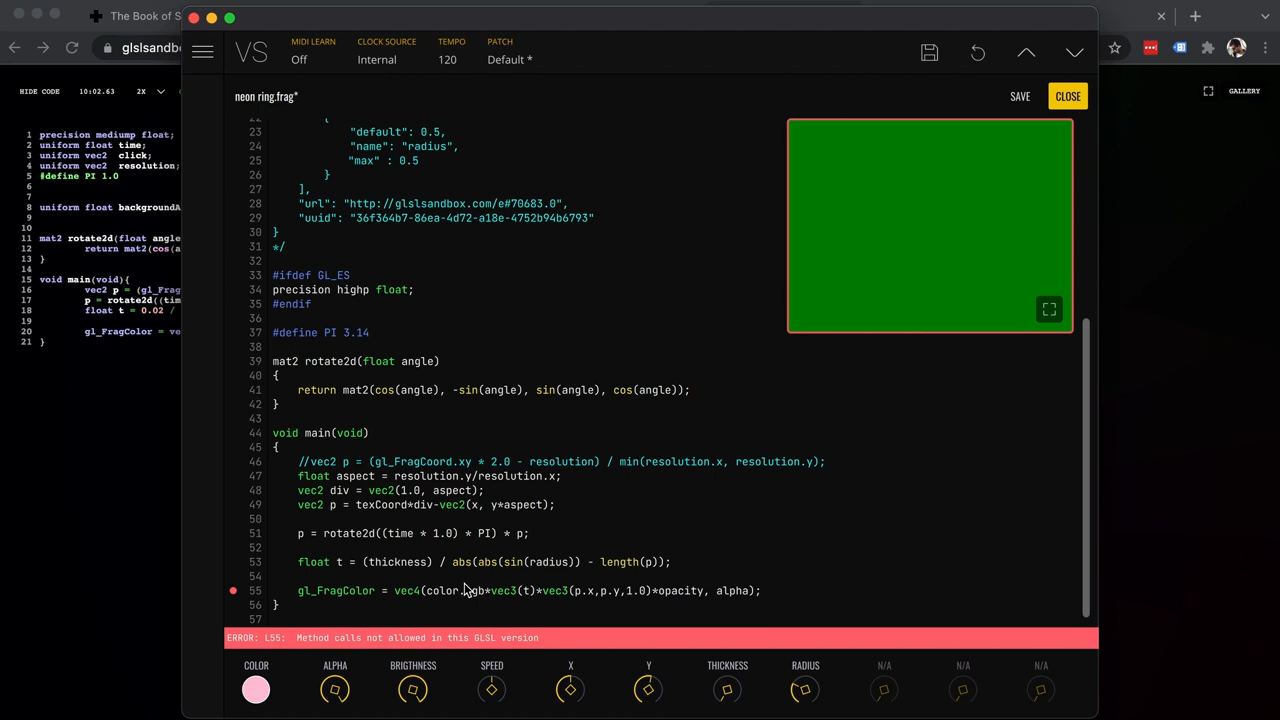 The Book of S
glslsandbo
VS
MIDI LEARN
Off
CLOCK SOURCE
Internal
TEMPO
120
PATCH
Default *
HIDE CODE 10:02.63 2X
GALLERY
neon ring.frag*
SAVE
CLOSE
1 precision mediump float;
2 uniform float time;
3 uniform vec2 click;
4 uniform vec2 resolution;
5 #define PI 1.0
6
7
8 uniform float backgroundA
9
10
11 mat2 rotate2d(float angle
12 return mat2(cos(a
13 }
14
15 void main(void){
16 vec2 p = (gl_Frag
17 p = rotate2d((tim
18 float t = 0.02 /
19
20 gl_FragColor = ve
21 }
22 {
23 "default": 0.5,
24 "name": "radius",
25 "max" : 0.5
26 }
27 ],
28 "url": "http://glslsandbox.com/e#70683.0",
29 "uuid": "36f364b7-86ea-4d72-a18e-4752b94b6793"
30 }
31 */
32
33 #ifdef GL_ES
34 precision highp float;
35 #endif
36
37 #define PI 3.14
38
39 mat2 rotate2d(float angle)
40 {
41 return mat2(cos(angle), -sin(angle), sin(angle), cos(angle));
42 }
43
44 void main(void)
45 {
46 //vec2 p = (gl_FragCoord.xy * 2.0 - resolution) / min(resolution.x, resolution.y);
47 float aspect = resolution.y/resolution.x;
48 vec2 div = vec2(1.0, aspect);
49 vec2 p = texCoord*div-vec2(x, y*aspect);
50
51 p = rotate2d((time * 1.0) * PI) * p;
52
53 float t = (thickness) / abs(abs(sin(radius)) - length(p));
54
55 gl_FragColor = vec4(color.rgb*vec3(t)*vec3(p.x,p.y,1.0)*opacity, alpha);
56 }
57
ERROR: L55: Method calls not allowed in this GLSL version
COLOR ALPHA BRIGTHNESS SPEED X Y THICKNESS RADIUS N/A N/A N/A